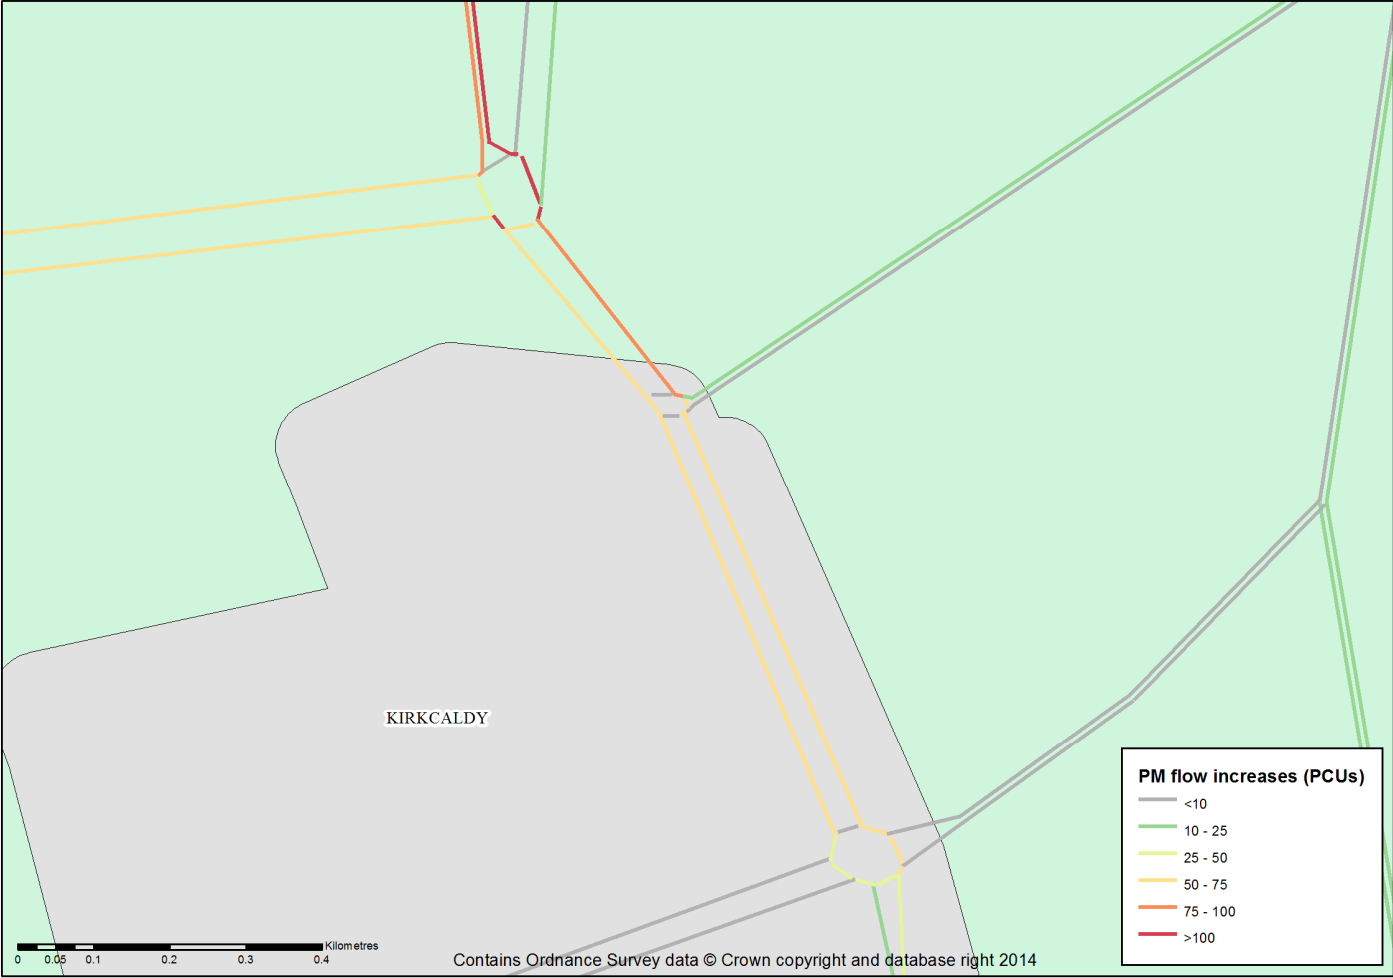 KIRKCALDY
PM flow increases (PCUs)
<10
10 - 25
25 - 50
50 - 75
75 - 100
>100
Kilometres
0 0.05 0.1 0.2 0.3 0.4
Contains Ordnance Survey data © Crown copyright and database right 2014